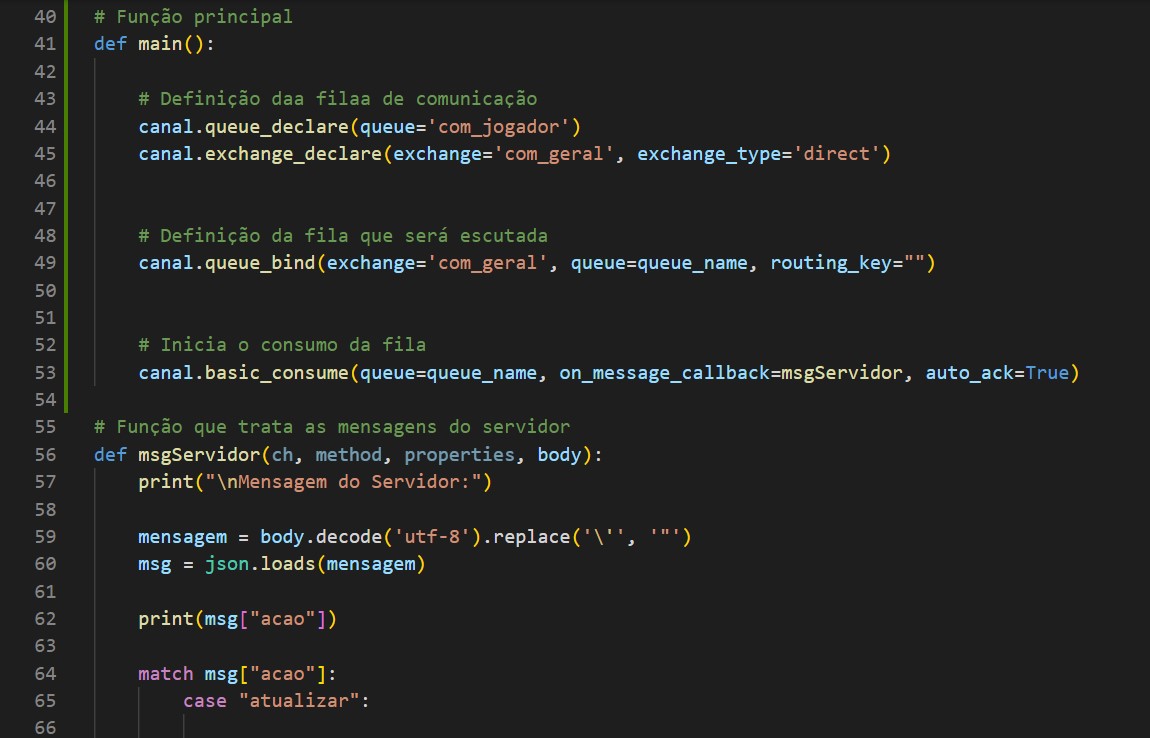 40 # Função principal
41 def main():
42
43     # Definição daa filaa de comunicação
44     canal.queue_declare(queue='com_jogador')
45     canal.exchange_declare(exchange='com_geral', exchange_type='direct')
46
47
48     # Definição da fila que será escutada
49     canal.queue_bind(exchange='com_geral', queue=queue_name, routing_key="")
50
51
52     # Inicia o consumo da fila
53     canal.basic_consume(queue=queue_name, on_message_callback=msgServidor, auto_ack=True)
54
55 # Função que trata as mensagens do servidor
56 def msgServidor(ch, method, properties, body):
57     print("\nMensagem do Servidor:")
58
59     mensagem = body.decode('utf-8').replace('\'', '"')
60     msg = json.loads(mensagem)
61
62     print(msg["acao"])
63
64     match msg["acao"]:
65         case "atualizar":
66